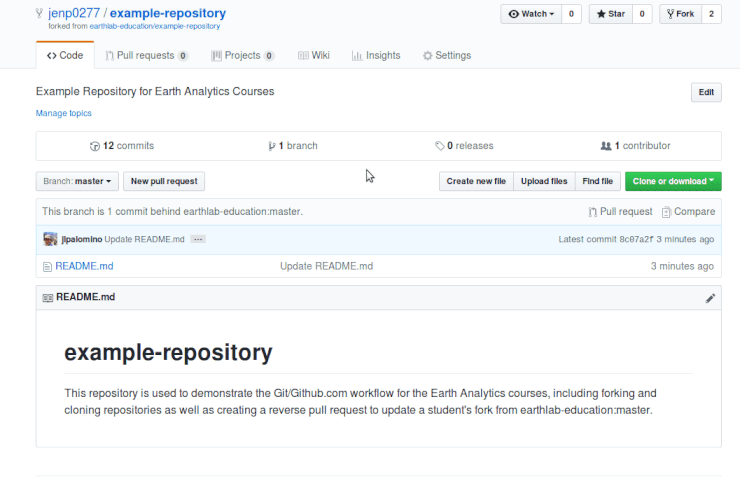 jenp0277 / example-repository
forked from earthlab-education/example-repository
Watch 0 Star 0 Fork 2
Code Pull requests 0 Projects 0 Wiki Insights Settings
Example Repository for Earth Analytics Courses Edit
Manage topics
12 commits 1 branch 0 releases 1 contributor
Branch: master New pull request Create new file Upload files Find file Clone or download
This branch is 1 commit behind earthlab-education:master. Pull request Compare
jlpalomino Update README.md ... Latest commit 8c07a2f 3 minutes ago
README.md Update README.md 3 minutes ago
README.md
example-repository
This repository is used to demonstrate the Git/Github.com workflow for the Earth Analytics courses, including forking and
cloning repositories as well as creating a reverse pull request to update a student's fork from earthlab-education:master.